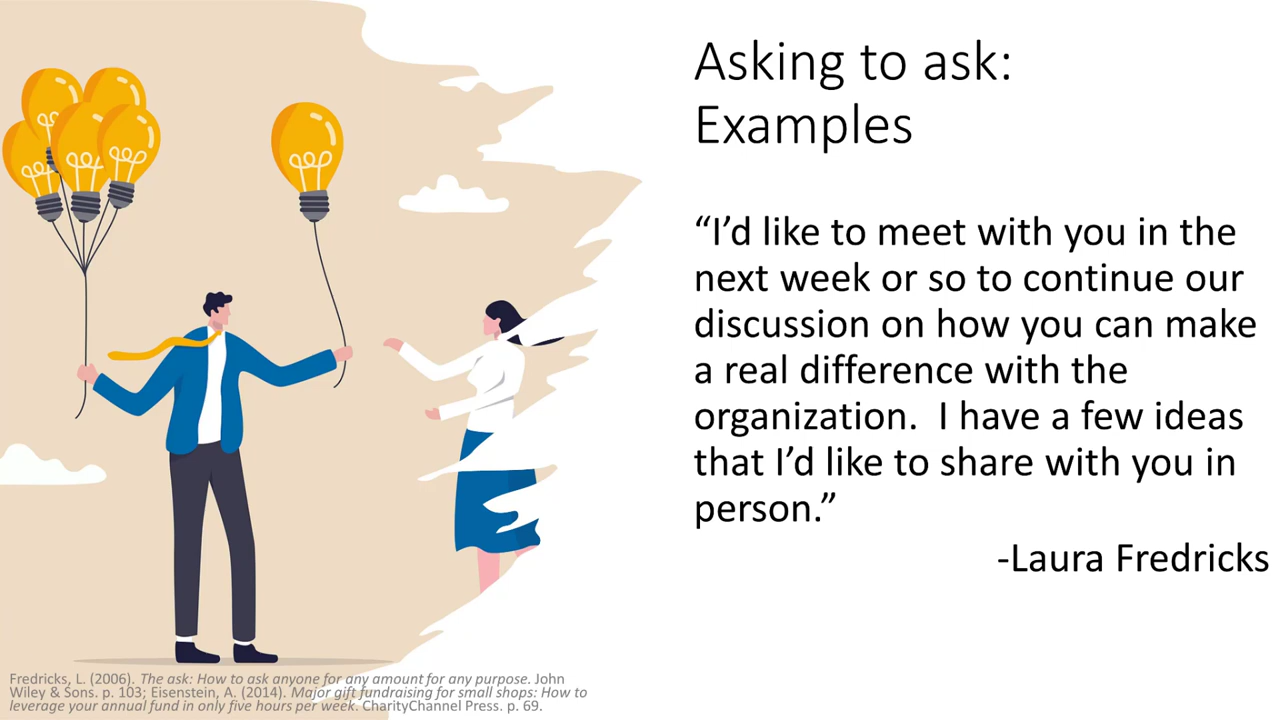 Asking to ask:
Examples
“I’d like to meet with you in the
next week or so to continue our
discussion on how you can make
a real difference with the
organization.  I have a few ideas
that I’d like to share with you in
person.”
-Laura Fredricks
Fredricks, L. (2006). The ask: How to ask anyone for any amount for any purpose. John
Wiley & Sons. p. 103; Eisenstein, A. (2014). Major gift fundraising for small shops: How to
leverage your annual fund in only five hours per week. CharityChannel Press. p. 69.